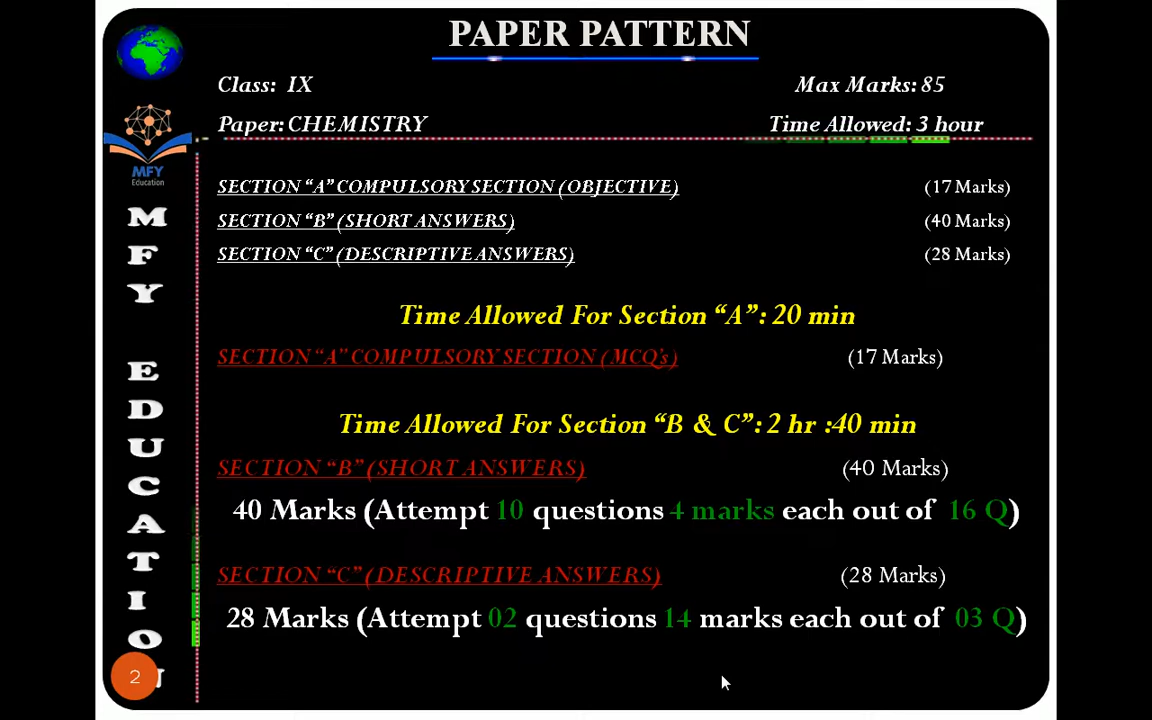 PAPER PATTERN
Class: IX
Max Marks: 85
Paper: CHEMISTRY
Time Allowed: 3 hour
MFY
Education
MFY EDUCATION
SECTION “A” COMPULSORY SECTION (OBJECTIVE) (17 Marks)
SECTION “B” (SHORT ANSWERS) (40 Marks)
SECTION “C” (DESCRIPTIVE ANSWERS) (28 Marks)
Time Allowed For Section “A”: 20 min
SECTION “A” COMPULSORY SECTION (MCQ's) (17 Marks)
Time Allowed For Section “B & C”: 2 hr :40 min
SECTION “B” (SHORT ANSWERS) (40 Marks)
40 Marks (Attempt 10 questions 4 marks each out of 16 Q)
SECTION “C” (DESCRIPTIVE ANSWERS) (28 Marks)
28 Marks (Attempt 02 questions 14 marks each out of 03 Q)
2